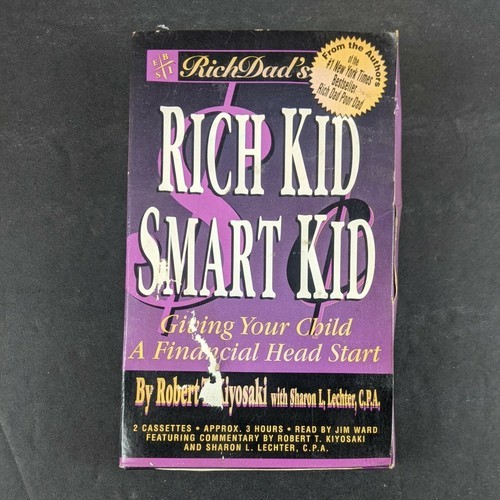 E B
S I
RichDad's
From the Authors
of the
#1 New York Times
Bestseller
Rich Dad Poor Dad
RICH KID
SMART KID
Giving Your Child
A Financial Head Start
By Robert Kiyosaki with Sharon L. Lechter, C.P.A.
2 CASSETTES • APPROX. 3 HOURS • READ BY JIM WARD
FEATURING COMMENTARY BY ROBERT T. KIYOSAKI
AND SHARON L. LECHTER, C.P.A.